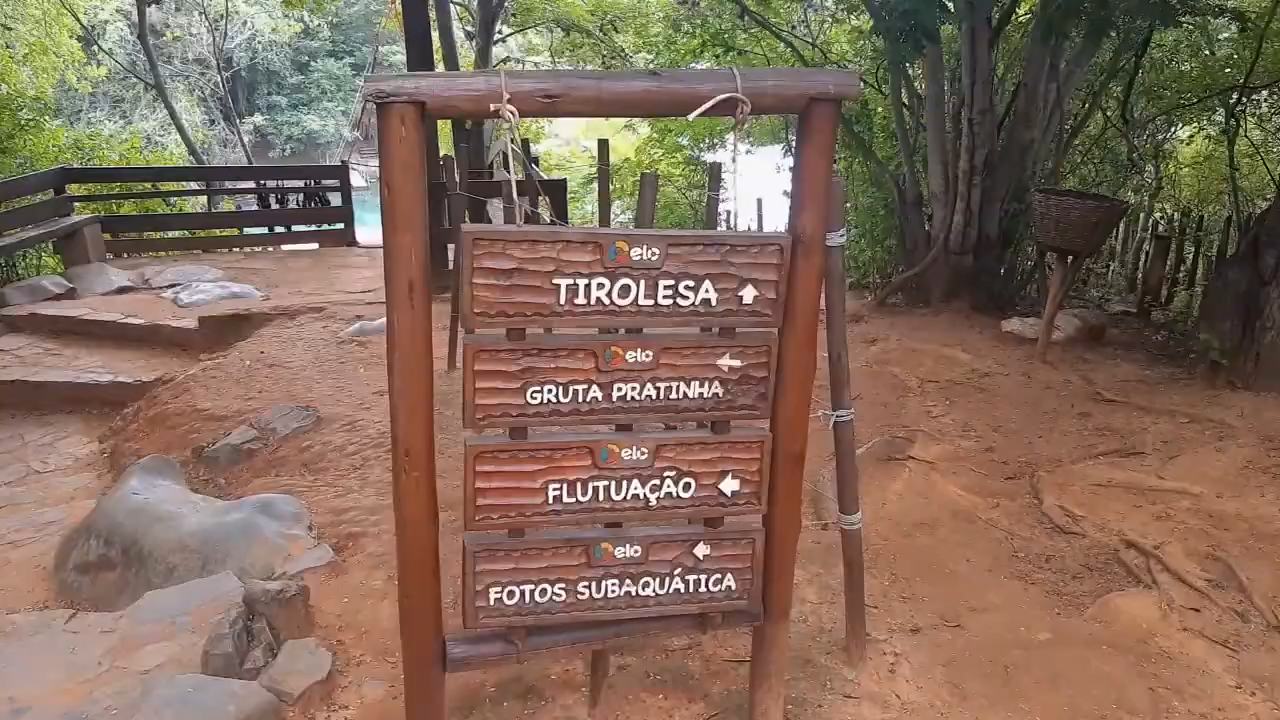 elo
TIROLESA
elo
GRUTA PRATINHA
elo
FLUTUAÇÃO
elo
FOTOS SUBAQUÁTICA